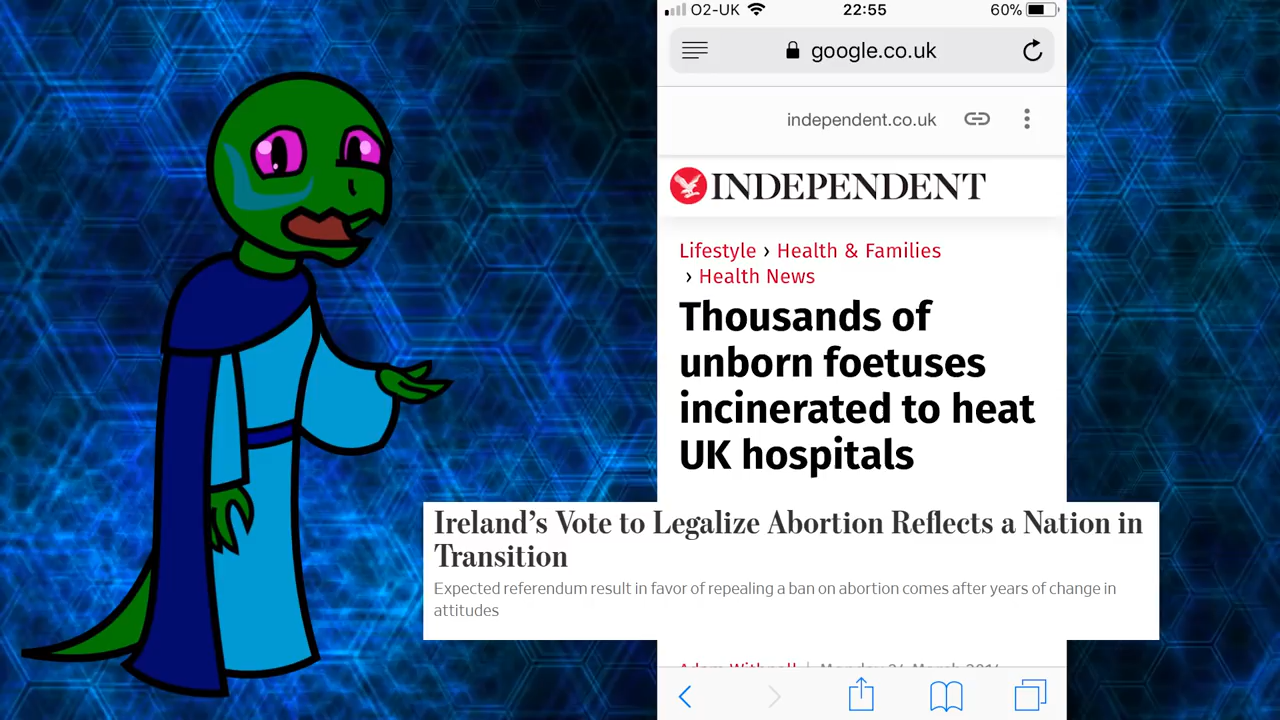 O2-UK 22:55 60%
google.co.uk
independent.co.uk
INDEPENDENT
Lifestyle › Health & Families
› Health News
Thousands of
unborn foetuses
incinerated to heat
UK hospitals
Ireland's Vote to Legalize Abortion Reflects a Nation in
Transition
Expected referendum result in favor of repealing a ban on abortion comes after years of change in
attitudes